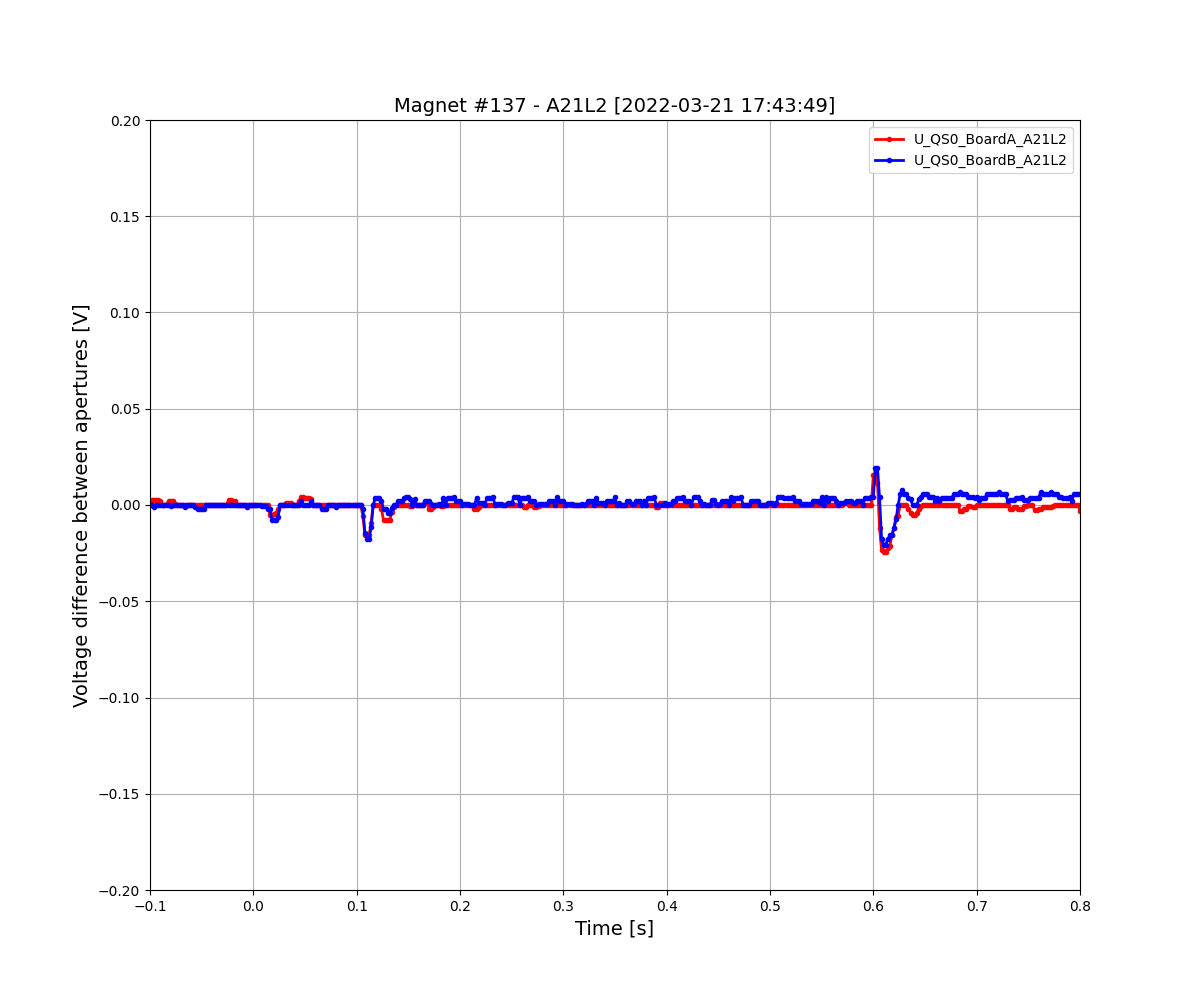 Magnet #137 - A21L2 [2022-03-21 17:43:49]
U_QS0_BoardA_A21L2
U_QS0_BoardB_A21L2
Voltage difference between apertures [V]
0.20
0.15
0.10
0.05
0.00
−0.05
−0.10
−0.15
−0.20
−0.1 0.0 0.1 0.2 0.3 0.4 0.5 0.6 0.7 0.8
Time [s]